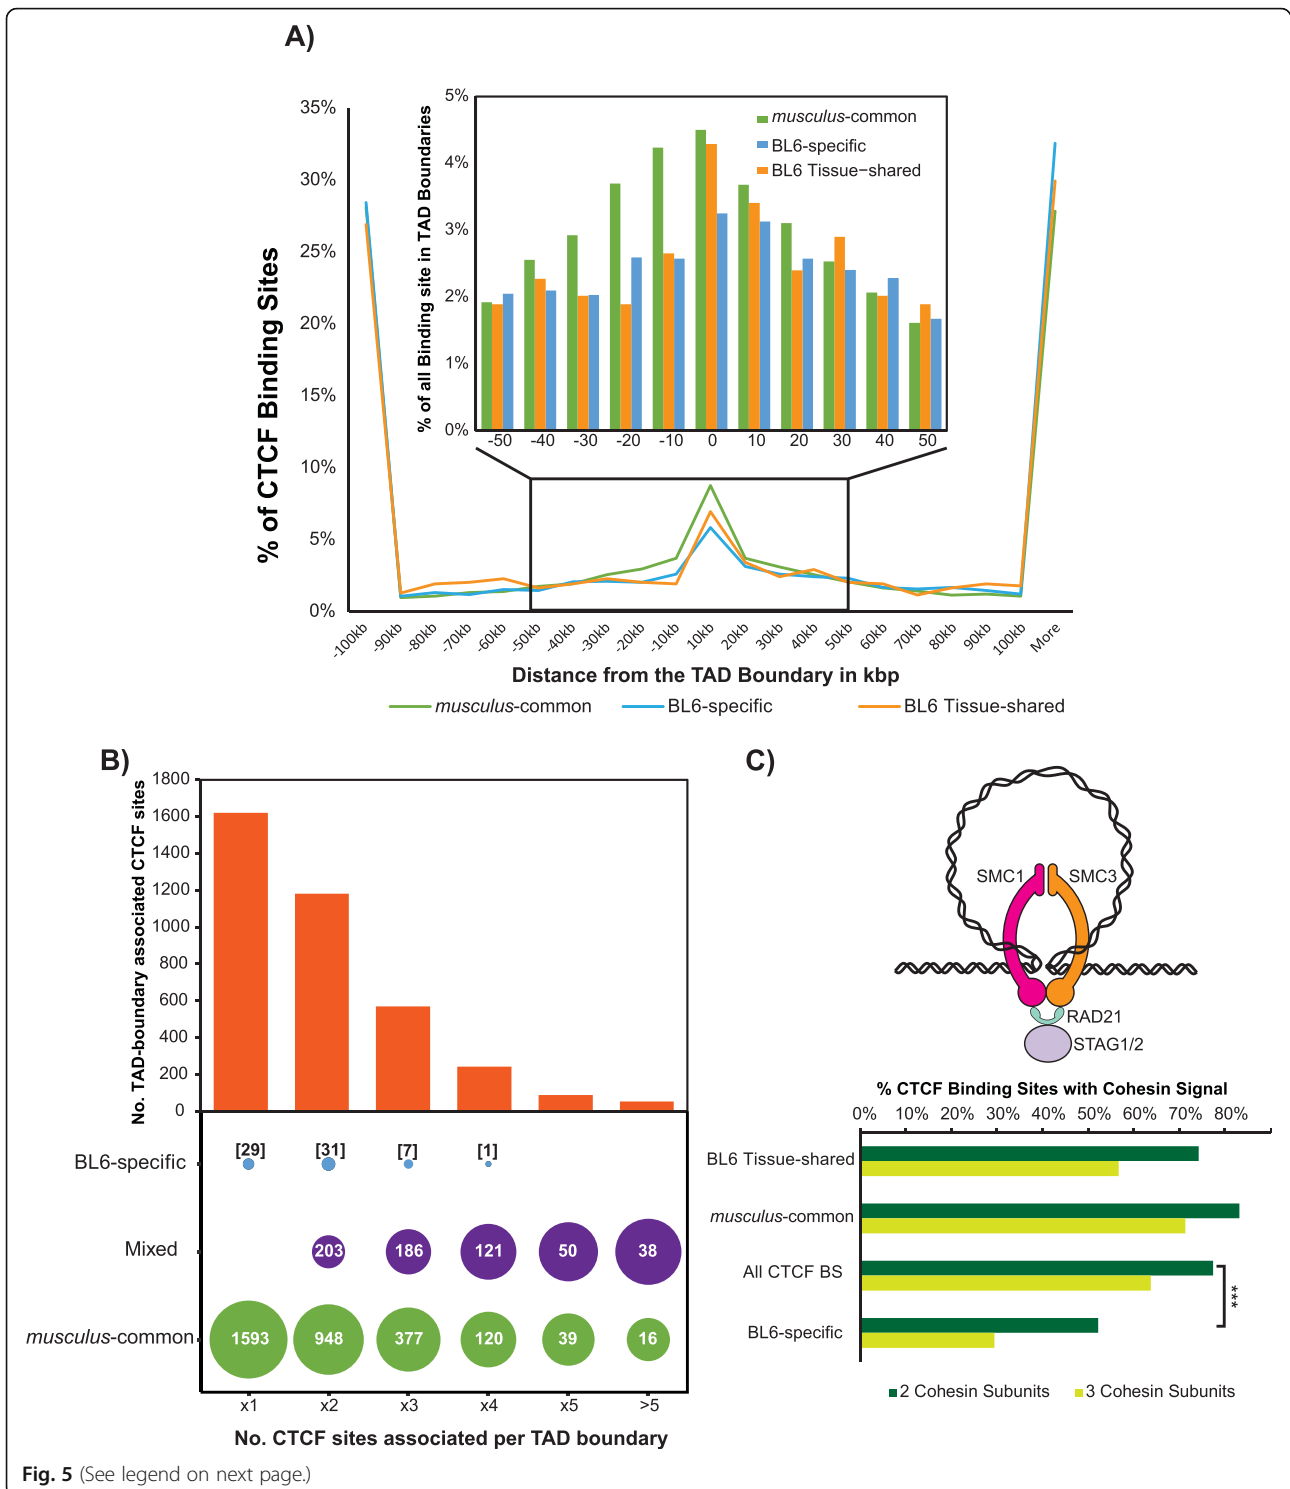 A)
% of CTCF Binding Sites
35%
30%
25%
20%
15%
10%
5%
0%
% of all Binding site in TAD Boundaries
5%
4%
3%
2%
1%
0%
musculus-common
BL6-specific
BL6 Tissue−shared
-50 -40 -30 -20 -10 0 10 20 30 40 50
-100kb -90kb -80kb -70kb -60kb -50kb -40kb -30kb -20kb -10kb 10kb 20kb 30kb 40kb 50kb 60kb 70kb 80kb 90kb 100kb More
Distance from the TAD Boundary in kbp
musculus-common BL6-specific BL6 Tissue-shared
B)
No. TAD-boundary associated CTCF sites
1800
1600
1400
1200
1000
800
600
400
200
0
BL6-specific [29] [31] [7] [1]
Mixed 203 186 121 50 38
musculus-common 1593 948 377 120 39 16
x1 x2 x3 x4 x5 >5
No. CTCF sites associated per TAD boundary
C)
SMC1 SMC3
RAD21
STAG1/2
% CTCF Binding Sites with Cohesin Signal
0% 10% 20% 30% 40% 50% 60% 70% 80%
BL6 Tissue-shared
musculus-common
All CTCF BS
BL6-specific
***
2 Cohesin Subunits 3 Cohesin Subunits
Fig. 5 (See legend on next page.)